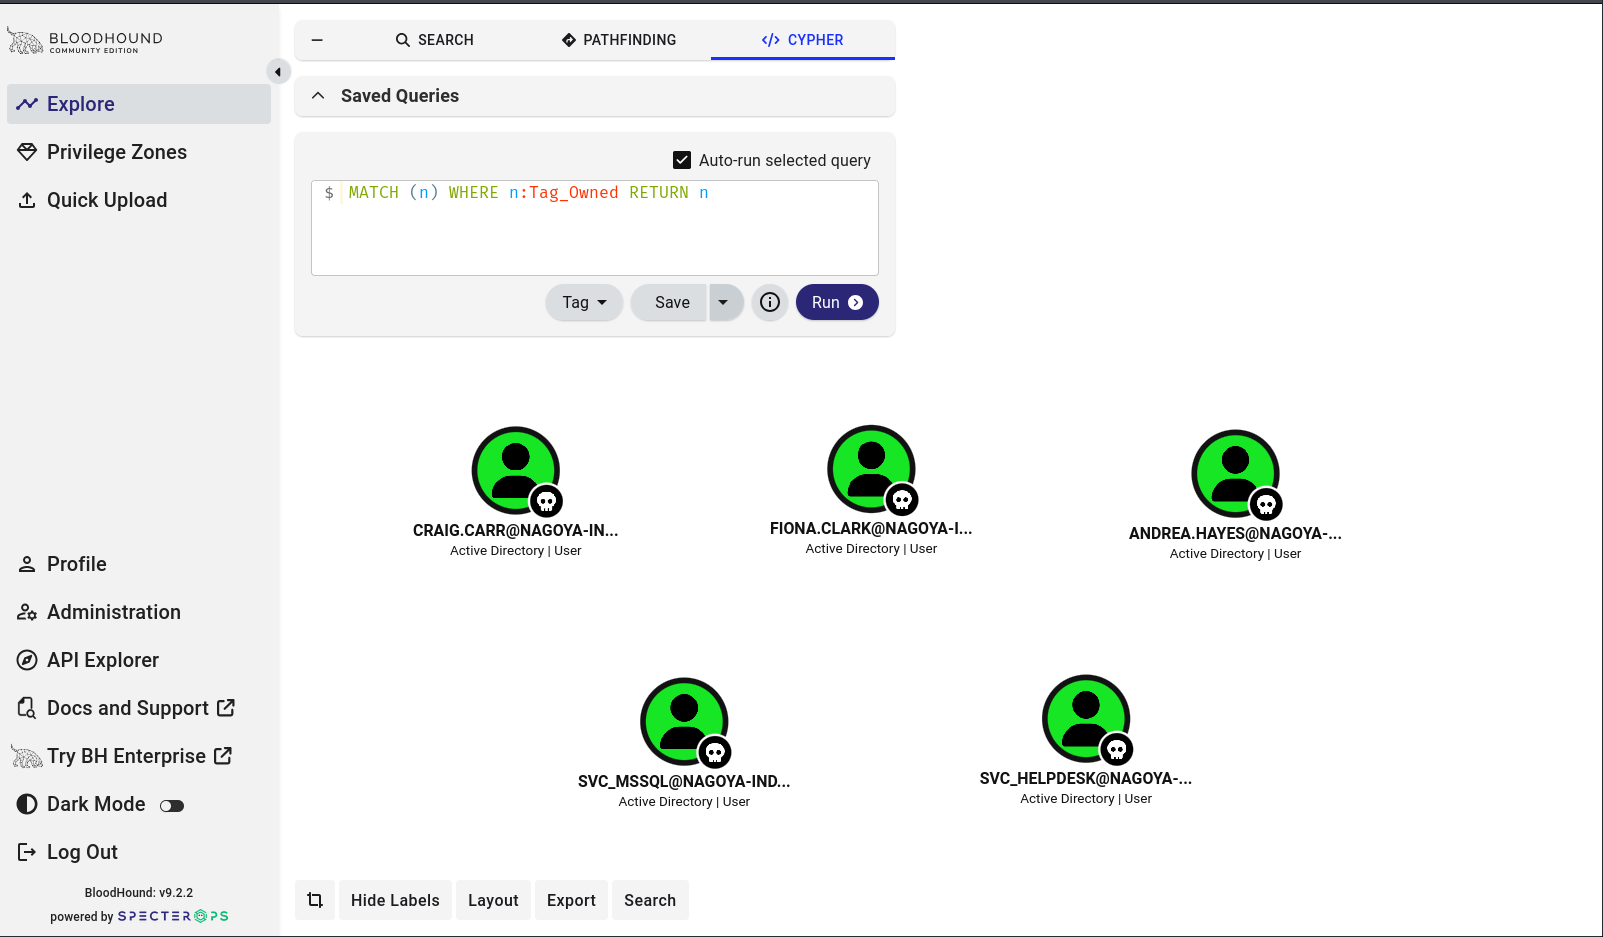 BLOODHOUND
COMMUNITY EDITION
Explore
Privilege Zones
Quick Upload
Profile
Administration
API Explorer
Docs and Support
Try BH Enterprise
Dark Mode
Log Out
BloodHound: v9.2.2
powered by SPECTEROPS
SEARCH
PATHFINDING
</> CYPHER
Saved Queries
Auto-run selected query
$ MATCH (n) WHERE n:Tag_Owned RETURN n
Tag
Save
Run
CRAIG.CARR@NAGOYA-IN...
Active Directory | User
FIONA.CLARK@NAGOYA-I...
Active Directory | User
ANDREA.HAYES@NAGOYA-...
Active Directory | User
SVC_MSSQL@NAGOYA-IND...
Active Directory | User
SVC_HELPDESK@NAGOYA-...
Active Directory | User
Hide Labels
Layout
Export
Search